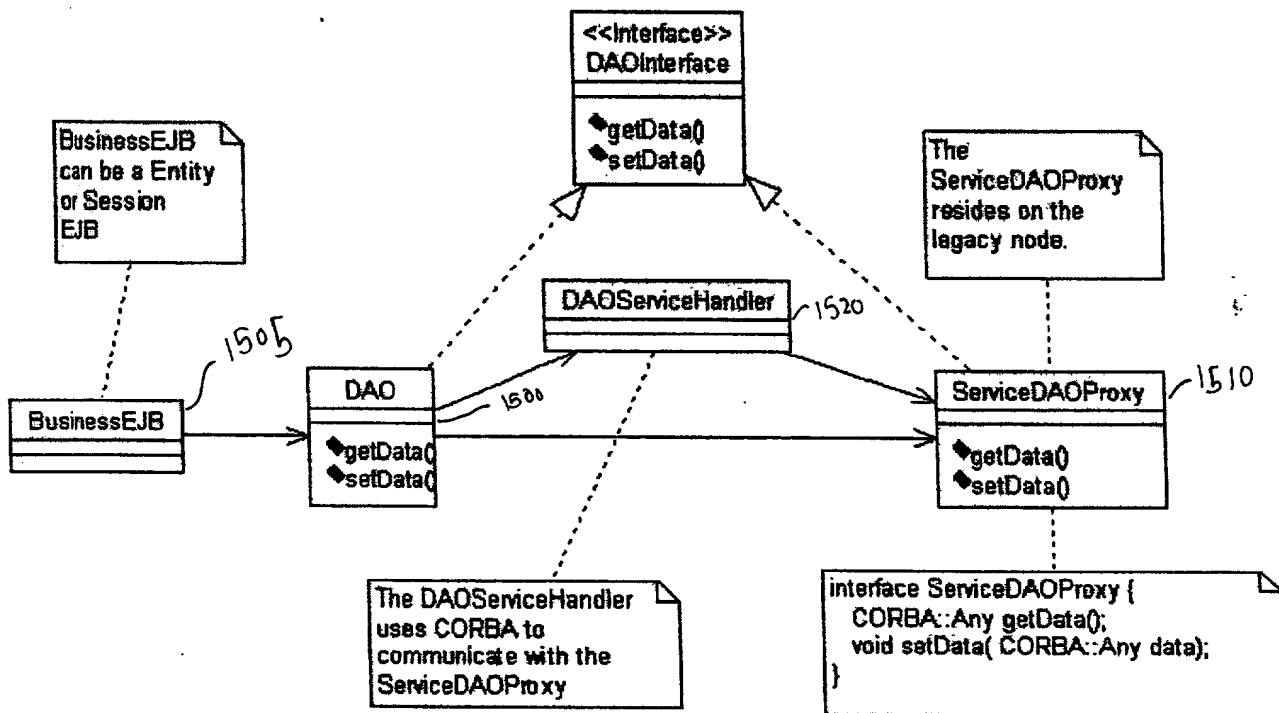 <<Interface>>
DAOInterface
getData()
setData()
BusinessEJB
can be a Entity
or Session
EJB
The
ServiceDAOProxy
resides on the
legacy node.
DAOServiceHandler
1520
1505
BusinessEJB
DAO
1500
getData()
setData()
ServiceDAOProxy
1510
getData()
setData()
The DAOServiceHandler
uses CORBA to
communicate with the
ServiceDAOProxy
interface ServiceDAOProxy {
CORBA::Any getData();
void setData( CORBA::Any data);
}